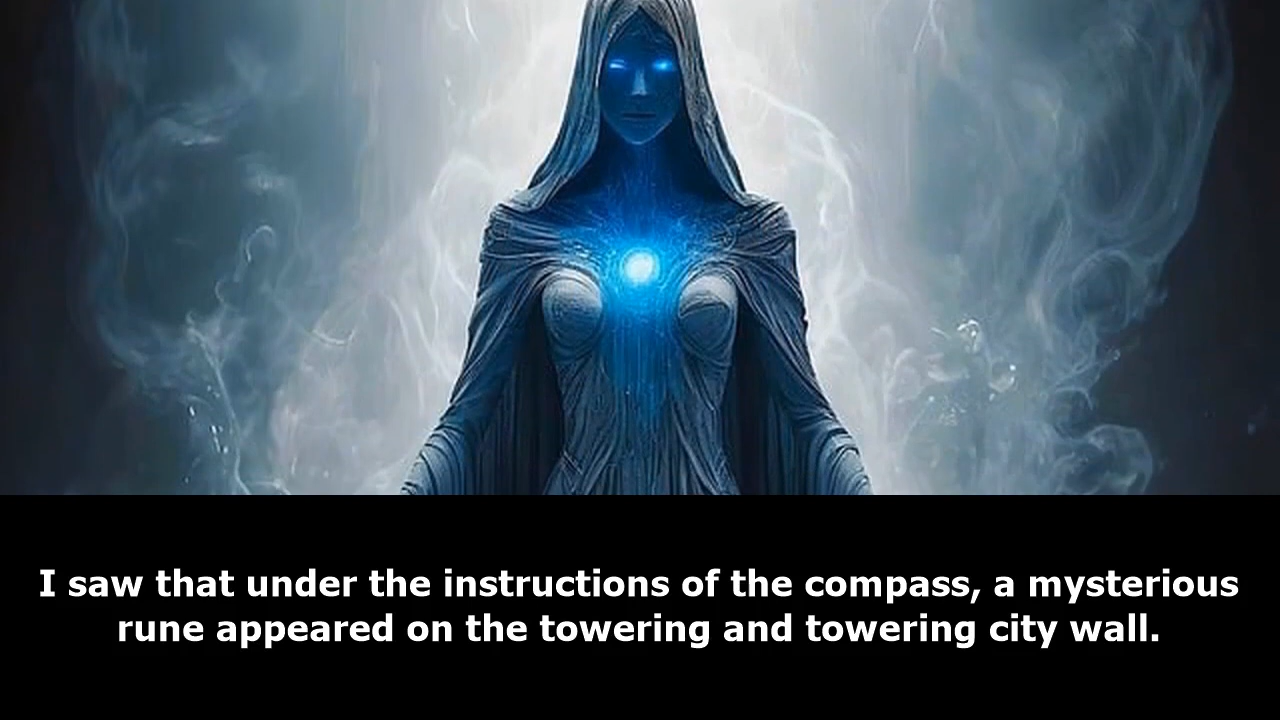 I saw that under the instructions of the compass, a mysterious
rune appeared on the towering and towering city wall.